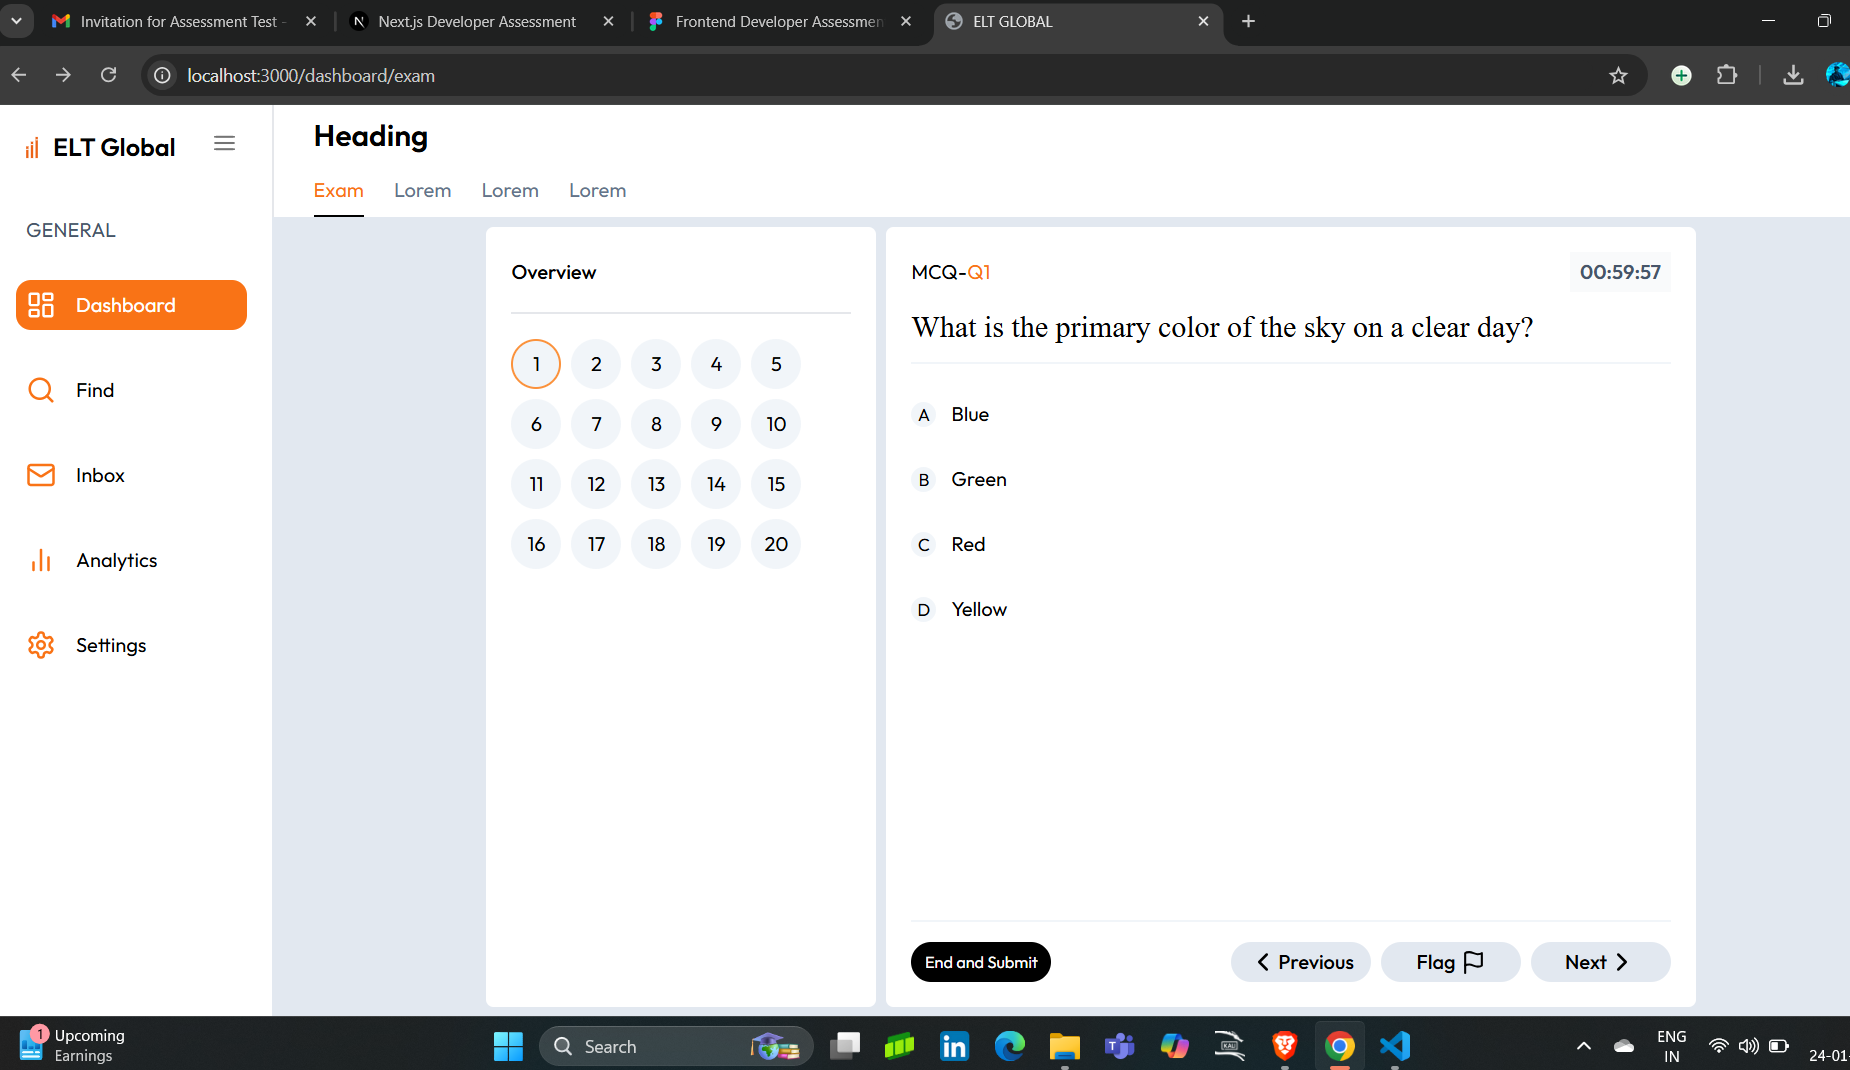 Invitation for Assessment Test -
Next.js Developer Assessment
Frontend Developer Assessmen
ELT GLOBAL
localhost:3000/dashboard/exam
ELT Global
GENERAL
Dashboard
Find
Inbox
Analytics
Settings
Heading
Exam Lorem Lorem Lorem
Overview
1 2 3 4 5
6 7 8 9 10
11 12 13 14 15
16 17 18 19 20
MCQ-Q1
00:59:57
What is the primary color of the sky on a clear day?
A Blue
B Green
C Red
D Yellow
End and Submit
Previous
Flag
Next
1
Upcoming
Earnings
Search
ENG
IN
24-01-